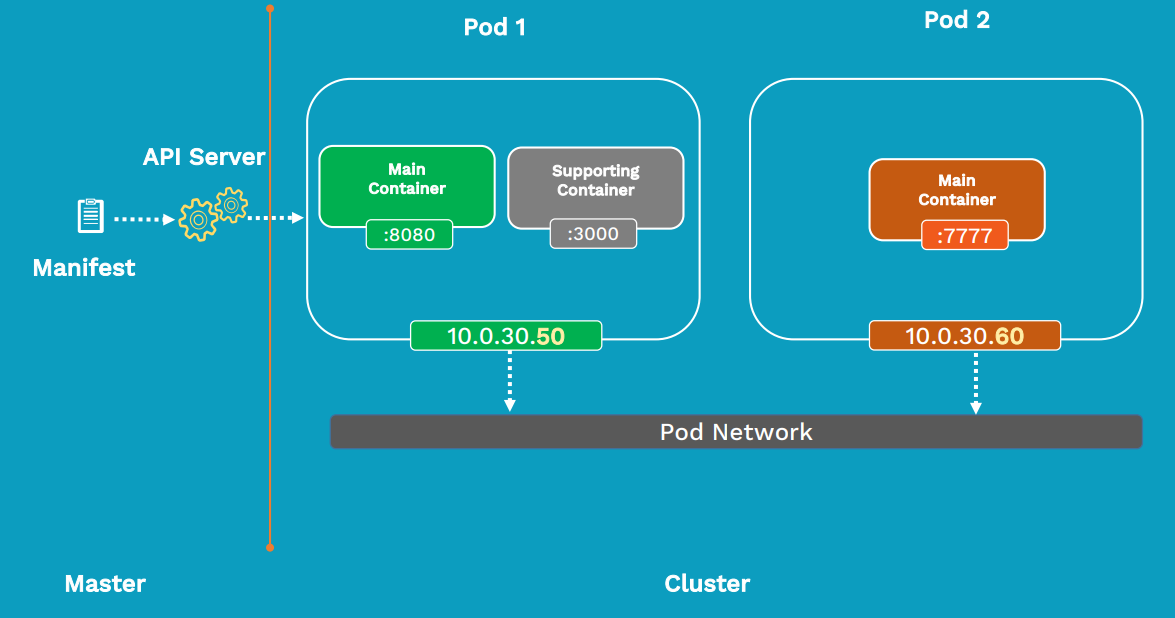 Pod 1
Pod 2
API Server
Manifest
Main
Container
:8080
Supporting
Container
:3000
10.0.30.50
Main
Container
:7777
10.0.30.60
Pod Network
Master
Cluster